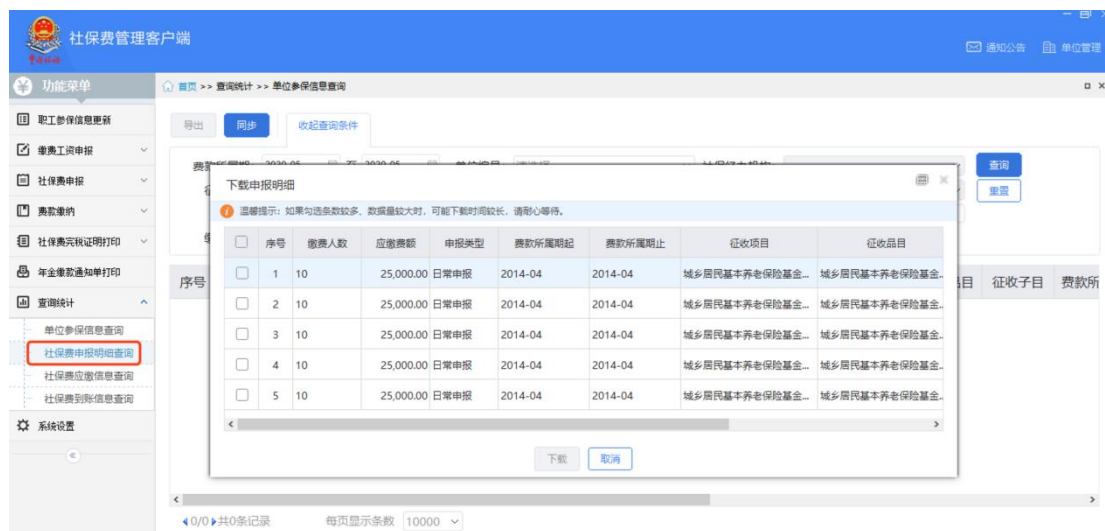 社保费管理客户端
通知公告 单位管理
功能菜单
首页 >> 查询统计 >> 单位参保信息查询
职工参保信息更新
缴费工资申报
社保费申报
费款缴纳
社保费完税证明打印
年金缴款通知单打印
查询统计
单位参保信息查询
社保费申报明细查询
社保费应缴信息查询
社保费到账信息查询
系统设置
导出 同步 收起查询条件
查询
重置
下载申报明细
温馨提示：如果勾选条数较多、数据量较大时，可能下载时间较长，请耐心等待。
序号 缴费人数 应缴费额 申报类型 费款所属期起 费款所属期止 征收项目 征收品目
1 10 25,000.00 日常申报 2014-04 2014-04 城乡居民基本养老保险基金... 城乡居民基本养老保险基金..
2 10 25,000.00 日常申报 2014-04 2014-04 城乡居民基本养老保险基金... 城乡居民基本养老保险基金..
3 10 25,000.00 日常申报 2014-04 2014-04 城乡居民基本养老保险基金... 城乡居民基本养老保险基金..
4 10 25,000.00 日常申报 2014-04 2014-04 城乡居民基本养老保险基金... 城乡居民基本养老保险基金..
5 10 25,000.00 日常申报 2014-04 2014-04 城乡居民基本养老保险基金... 城乡居民基本养老保险基金..
下载 取消
序号 目 征收子目 费款所
0/0 共0条记录 每页显示条数 10000